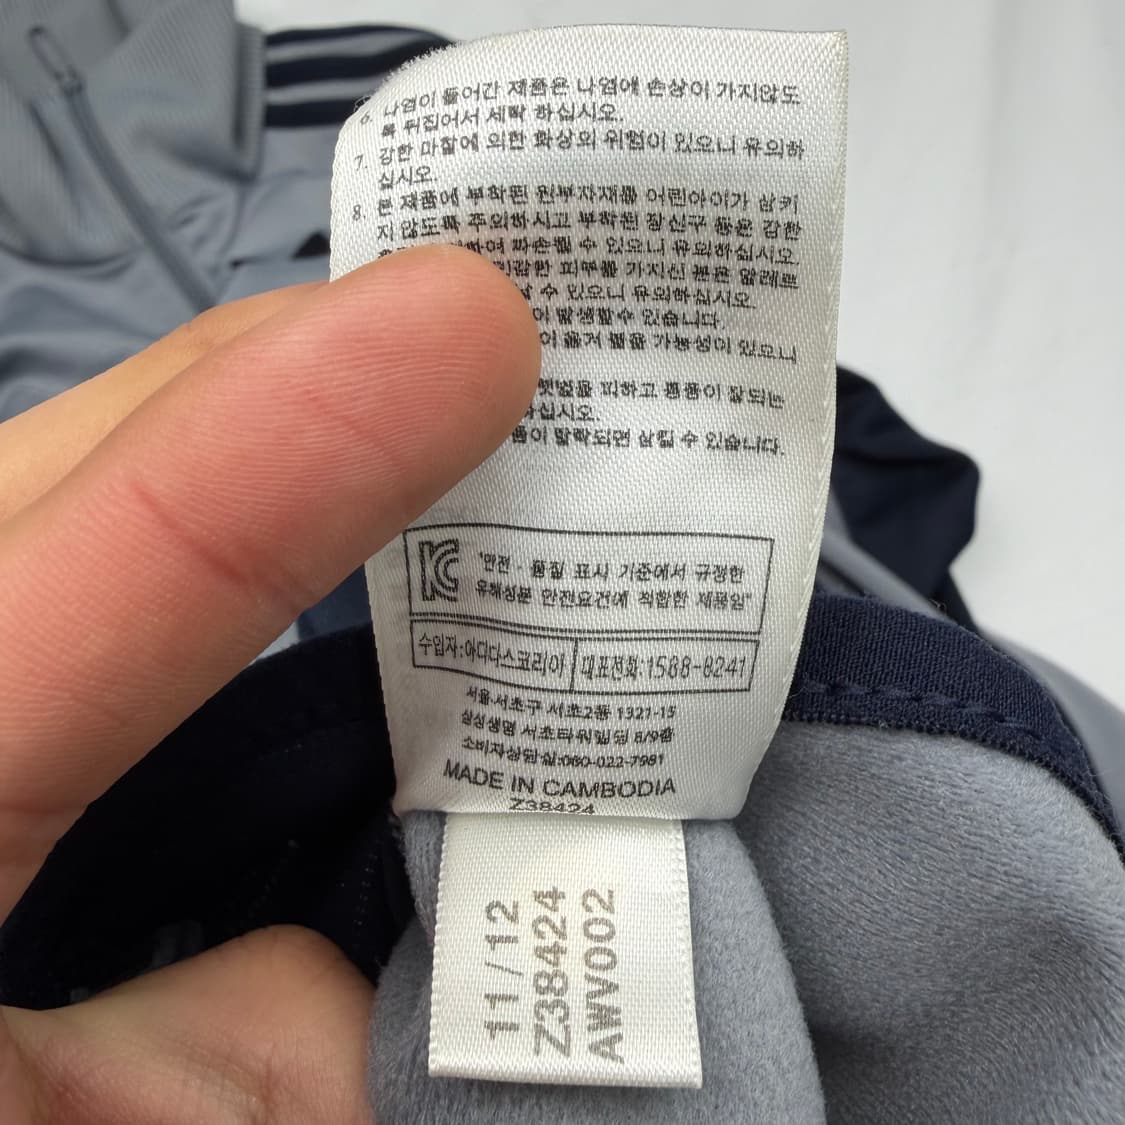 6. 나염이 들어간 제품은 나염에 손상이 가지않도
록 뒤집어서 세탁 하십시오.
7. 강한 마찰에 의한 화상의 위험이 있으니 유의하
십시오.
8. 본 제품에 부착된 원부자재를 어린아이가 삼키
지 않도록 주의하시고 부착된 장신구 등은 강한
하여 파손될 수 있으니 유의하십시오
민감한 피부를 가지신 분은 알레르
날 수 있으니 유의하십시오.
이 발생할수 있습니다.
이 옮겨 붙을 가능성이 있으니
햇볕을 피하고 통풍이 잘되는
하십시오.
품이 탈락되면 삼킬 수 있습니다.
"안전·품질 표시 기준에서 규정한
유해성분 안전요건에 적합한 제품임"
수입자:아디다스코리아 대표전화:1588-8241
서울 서초구 서초2동 1321-15
삼성생명 서초타워빌딩 8/9층
소비자상담실:080-022-7981
MADE IN CAMBODIA
Z38424
11/12
Z38424
AWV002